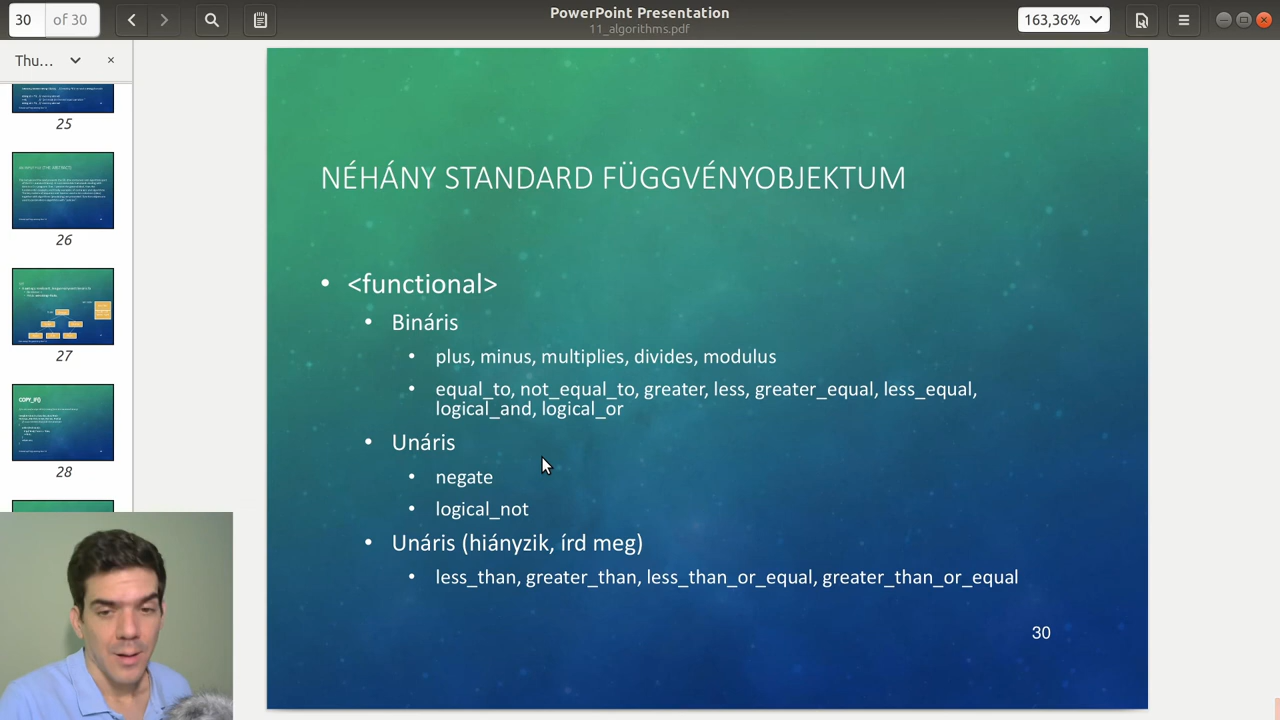 30 of 30
PowerPoint Presentation
11_algorithms.pdf
163,36%
Thu…
25
26
27
28
NÉHÁNY STANDARD FÜGGVÉNYOBJEKTUM
• <functional>
• Bináris
• plus, minus, multiplies, divides, modulus
• equal_to, not_equal_to, greater, less, greater_equal, less_equal,
logical_and, logical_or
• Unáris
• negate
• logical_not
• Unáris (hiányzik, írd meg)
• less_than, greater_than, less_than_or_equal, greater_than_or_equal
30